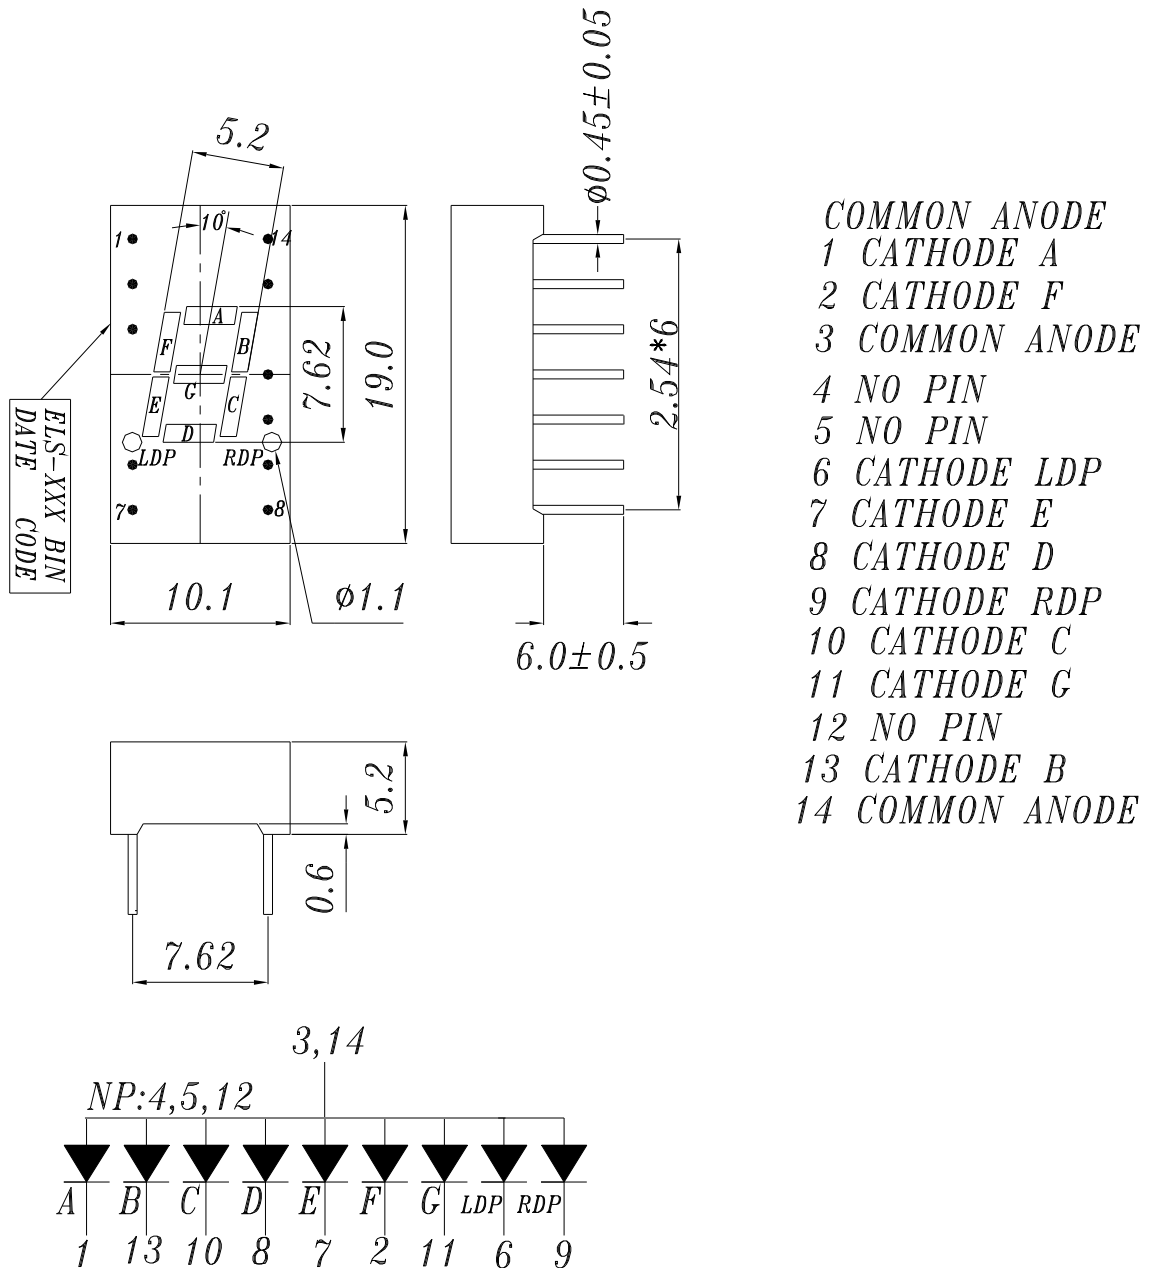 ø0.45±0.05
5.2
10°
1
14
A
F
B
G
E
C
D
LDP
RDP
7
8
7.62
19.0
2.54*6
ELS-XXX BIN
DATE CODE
10.1
ø1.1
6.0±0.5
COMMON ANODE
1 CATHODE A
2 CATHODE F
3 COMMON ANODE
4 NO PIN
5 NO PIN
6 CATHODE LDP
7 CATHODE E
8 CATHODE D
9 CATHODE RDP
10 CATHODE C
11 CATHODE G
12 NO PIN
13 CATHODE B
14 COMMON ANODE
5.2
0.6
7.62
3,14
NP:4,5,12
A B C D E F G LDP RDP
1 13 10 8 7 2 11 6 9